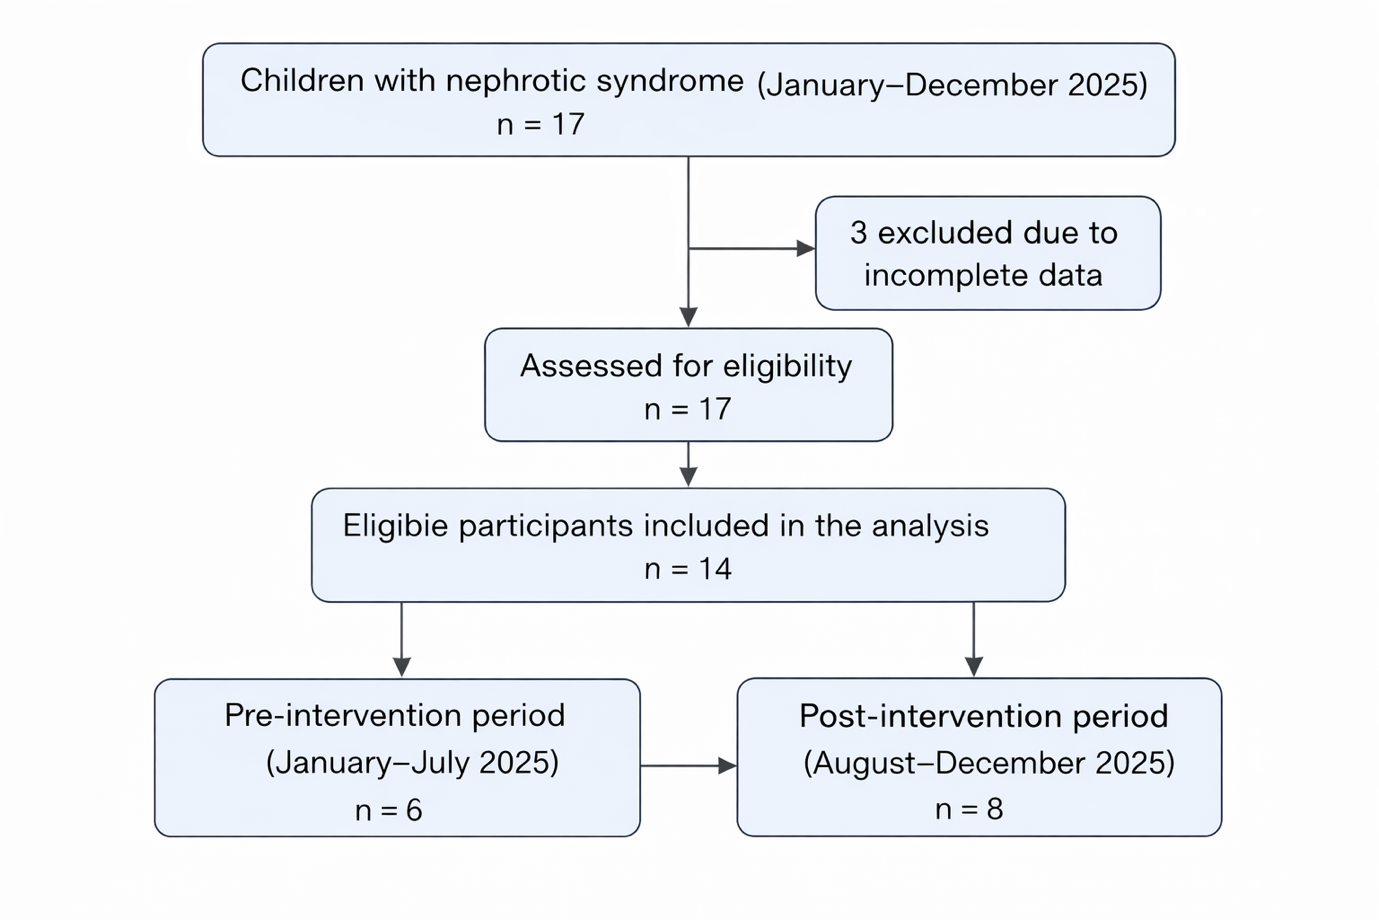 Children with nephrotic syndrome (January–December 2025)
n = 17
3 excluded due to
incomplete data
Assessed for eligibility
n = 17
Eligibie participants included in the analysis
n = 14
Pre-intervention period
(January–July 2025)
n = 6
Post-intervention period
(August–December 2025)
n = 8